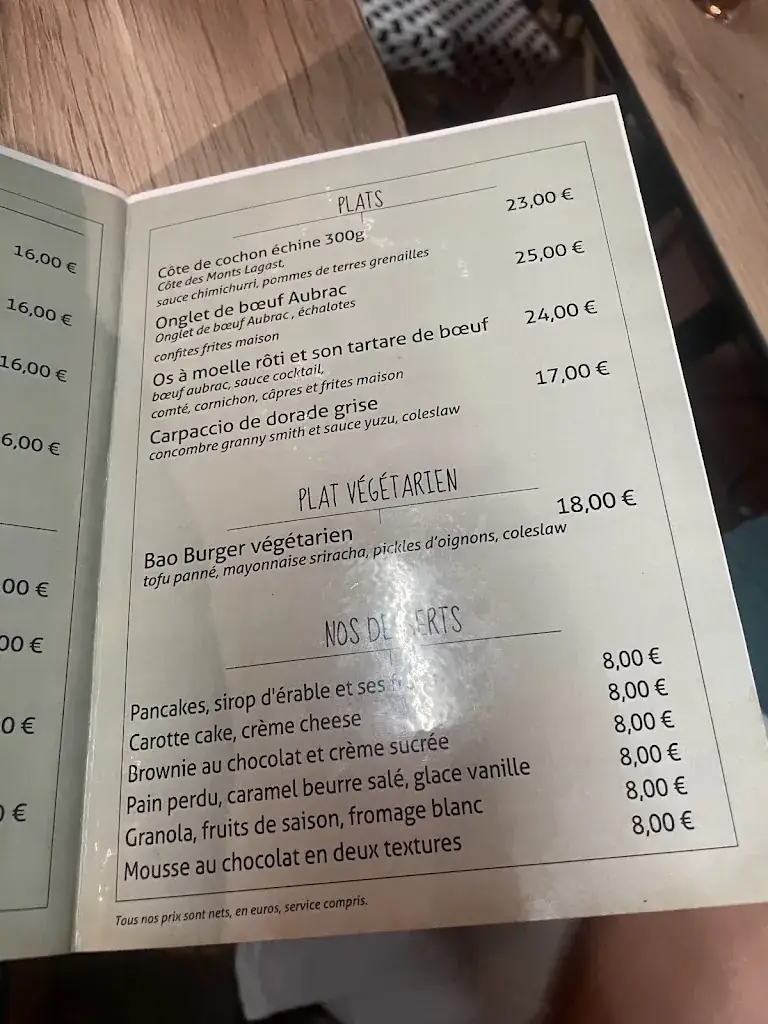 16,00 €
16,00 €
16,00 €
6,00 €
00 €
00 €
0 €
€
PLATS
Côte de cochon échine 300g 23,00 €
Côte des Monts Lagast,
sauce chimichurri, pommes de terres grenailles
Onglet de bœuf Aubrac 25,00 €
Onglet de bœuf Aubrac, échalotes
confites frites maison
Os à moelle rôti et son tartare de bœuf 24,00 €
bœuf aubrac, sauce cocktail,
comté, cornichon, câpres et frites maison
Carpaccio de dorade grise 17,00 €
concombre granny smith et sauce yuzu, coleslaw
PLAT VÉGÉTARIEN
Bao Burger végétarien 18,00 €
tofu panné, mayonnaise sriracha, pickles d'oignons, coleslaw
NOS DESSERTS
Pancakes, sirop d'érable et ses 8,00 €
Carotte cake, crème cheese 8,00 €
Brownie au chocolat et crème sucrée 8,00 €
Pain perdu, caramel beurre salé, glace vanille 8,00 €
Granola, fruits de saison, fromage blanc 8,00 €
Mousse au chocolat en deux textures 8,00 €
Tous nos prix sont nets, en euros, service compris.